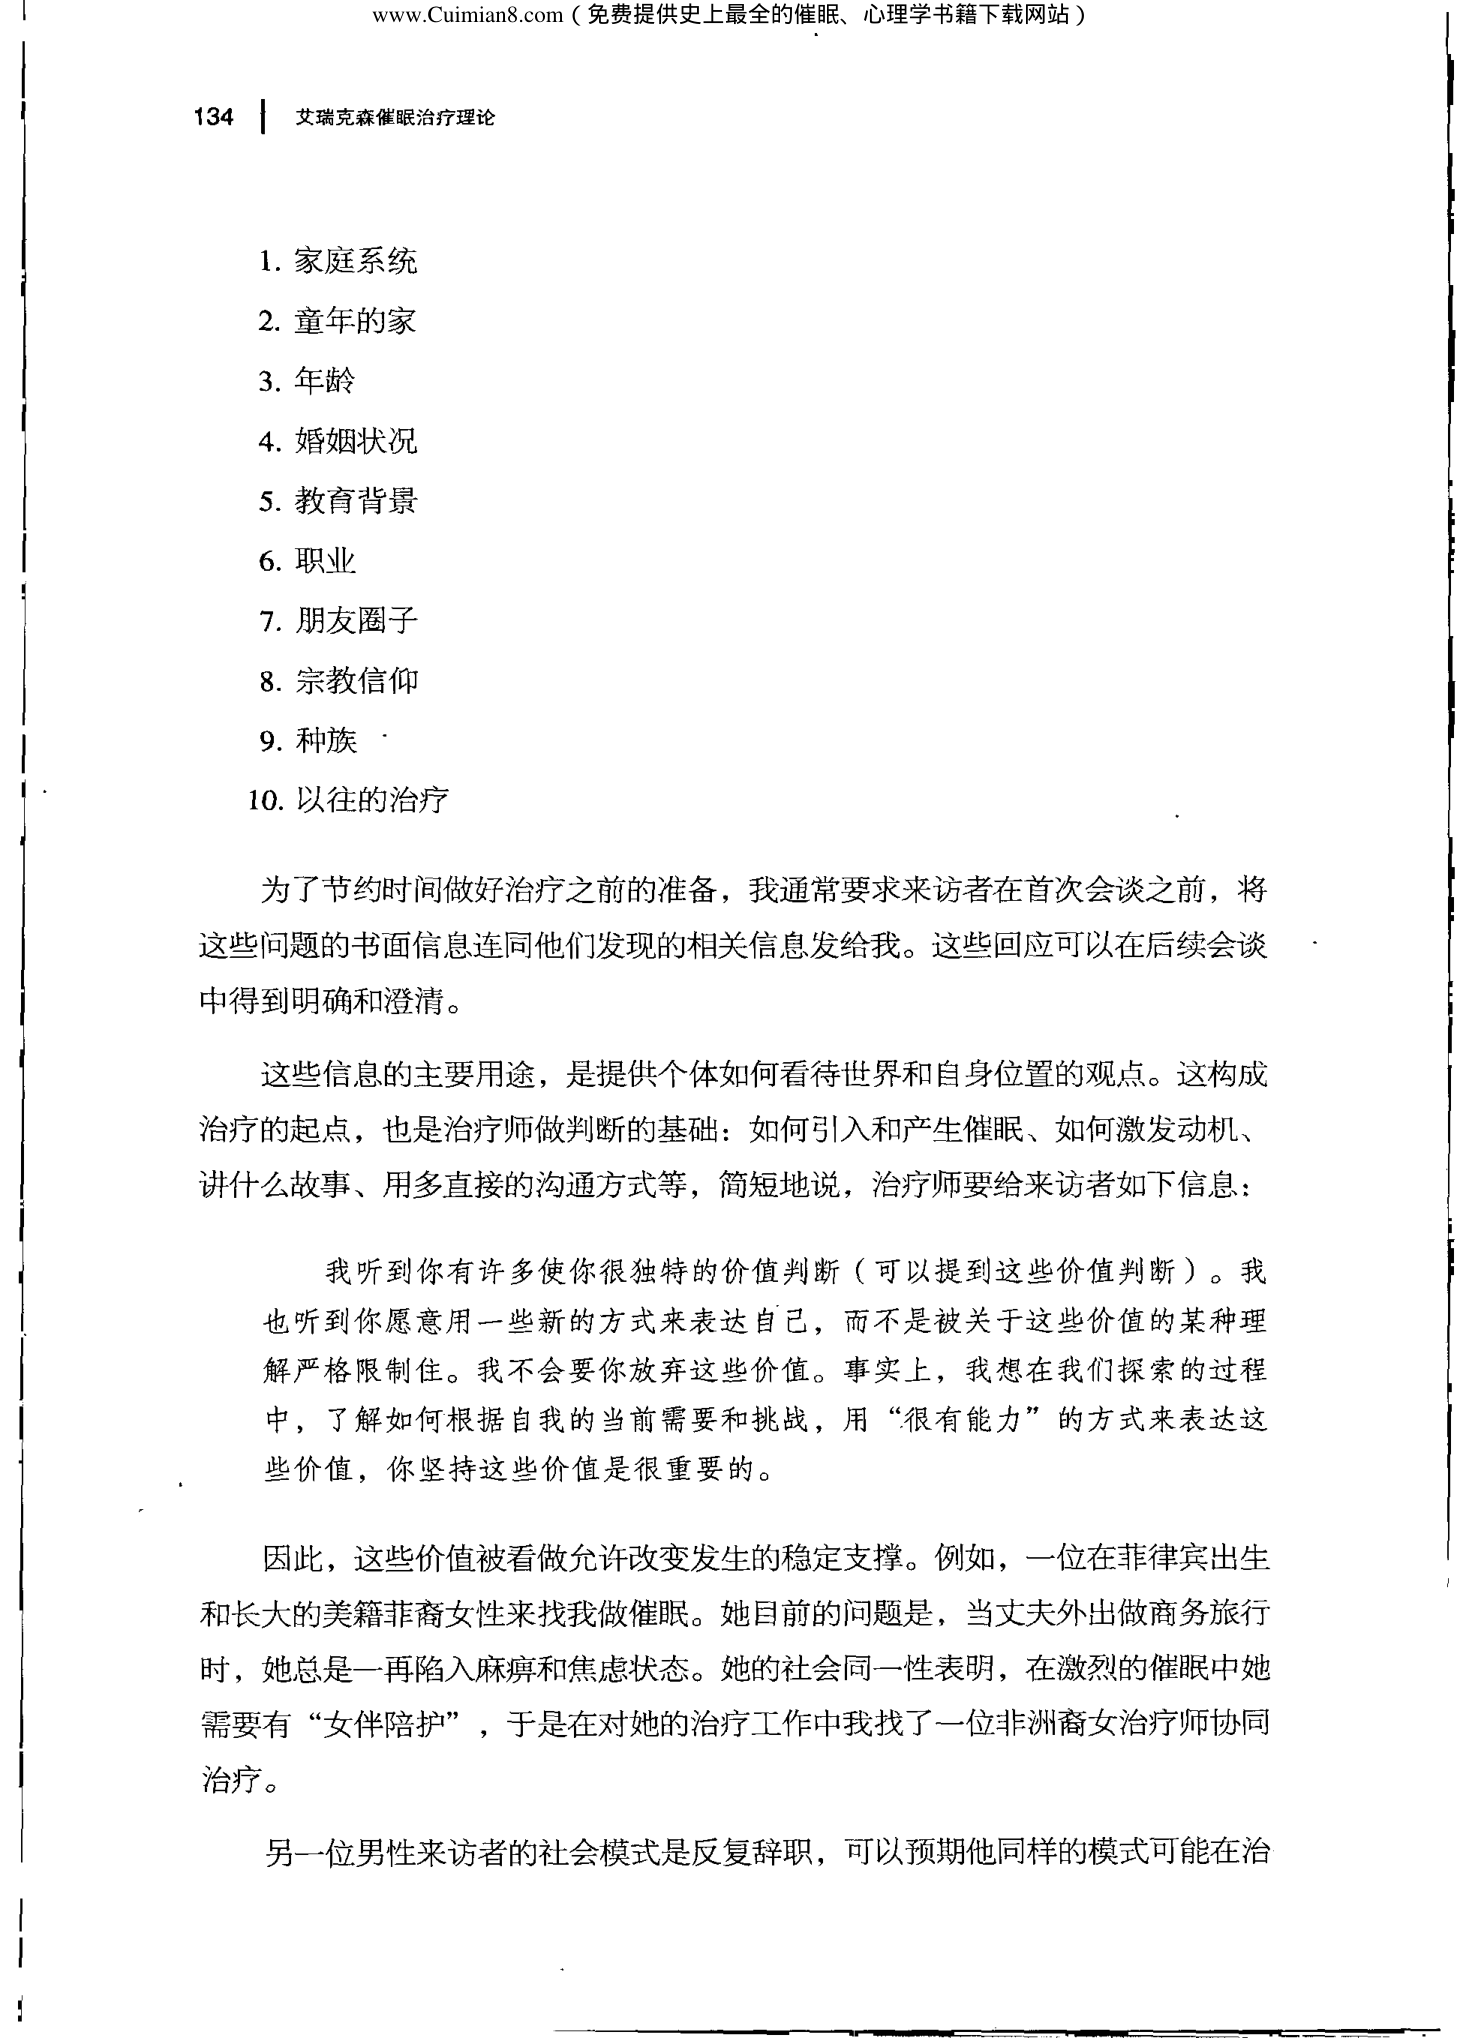 www.Cuimian8.com（免费提供史上最全的催眠、心理学书籍下载网站）
134 艾瑞克森催眠治疗理论
1. 家庭系统
2. 童年的家
3. 年龄
4. 婚姻状况
5. 教育背景
6. 职业
7. 朋友圈子
8. 宗教信仰
9. 种族
10. 以往的治疗
为了节约时间做好治疗之前的准备，我通常要求来访者在首次会谈之前，将
这些问题的书面信息连同他们发现的相关信息发给我。这些回应可以在后续会谈
中得到明确和澄清。
这些信息的主要用途，是提供个体如何看待世界和自身位置的观点。这构成
治疗的起点，也是治疗师做判断的基础：如何引入和产生催眠、如何激发动机、
讲什么故事、用多直接的沟通方式等，简短地说，治疗师要给来访者如下信息：
我听到你有许多使你很独特的价值判断（可以提到这些价值判断）。我
也听到你愿意用一些新的方式来表达自己，而不是被关于这些价值的某种理
解严格限制住。我不会要你放弃这些价值。事实上，我想在我们探索的过程
中，了解如何根据自我的当前需要和挑战，用“很有能力”的方式来表达这
些价值，你坚持这些价值是很重要的。
因此，这些价值被看做允许改变发生的稳定支撑。例如，一位在菲律宾出生
和长大的美籍菲裔女性来找我做催眠。她目前的问题是，当丈夫外出做商务旅行
时，她总是一再陷入麻痹和焦虑状态。她的社会同一性表明，在激烈的催眠中她
需要有“女伴陪护”，于是在对她的治疗工作中我找了一位非洲裔女治疗师协同
治疗。
另一位男性来访者的社会模式是反复辞职，可以预期他同样的模式可能在治